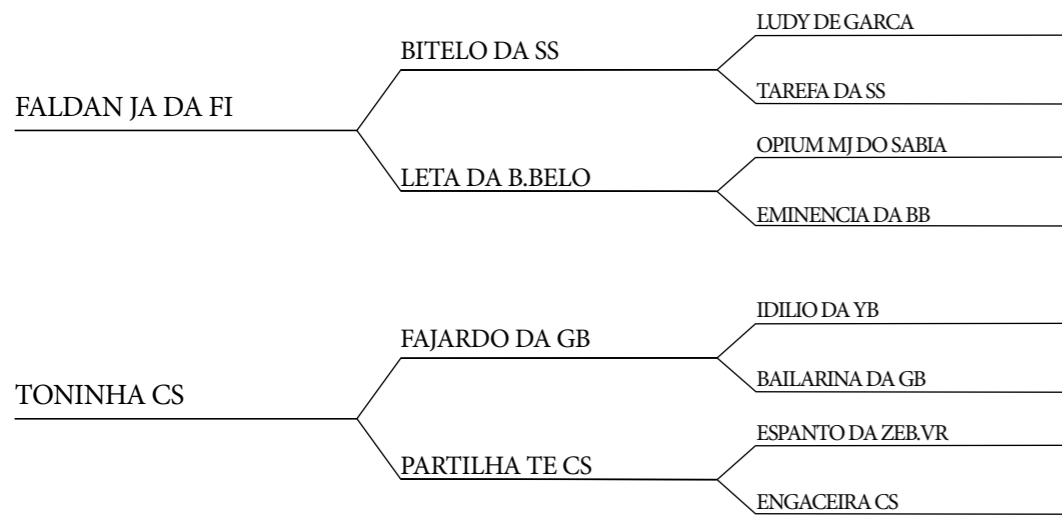 LUDY DE GARCA
BITELO DA SS
TAREFA DA SS
FALDAN JA DA FI
OPIUM MJ DO SABIA
LETA DA B.BELO
EMINENCIA DA BB
IDILIO DA YB
FAJARDO DA GB
BAILARINA DA GB
TONINHA CS
ESPANTO DA ZEB.VR
PARTILHA TE CS
ENGACEIRA CS